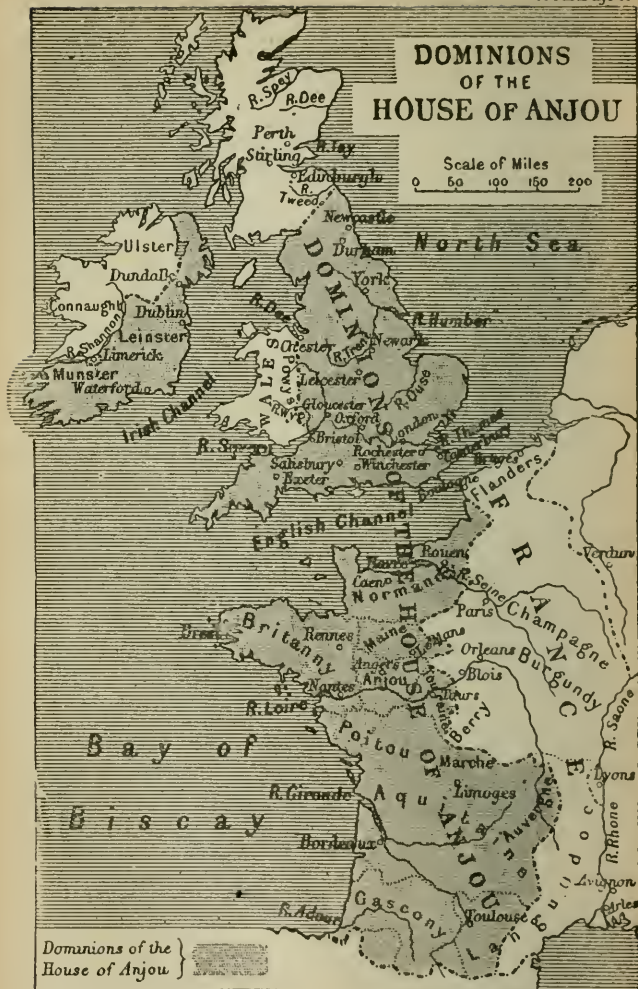 DOMINIONS
OF THE
HOUSE OF ANJOU
Scale of Miles
0 50 100 150 200
R. Spey
R. Dee
Perth
Stirling
R. Tay
Edinburgh
R.
Tweed
Newcastle
Durham
North Sea
Ulster
Dundalk
York
Connaught
Dublin
R. Dee
R. Humber
R. Shannon
Leinster
Chester
R. Trent
Newark
Limerick
Munster
Waterford
WALES
POWYS
Leicester
R. Ouse
Irish Channel
R. Wye
Gloucester
Oxford
London
R. Thames
Bristol
Rochester
Canterbury
Bruges
R. Severn
Salisbury
Winchester
Exeter
Boulogne
Flanders
English Channel
DOMINIONS OF THE HOUSE OF ANJOU
FRANCE
Havre
Rouen
Verdun
Caen
Normandy
R. Seine
Paris
Champagne
Brest
Britanny
Rennes
Maine
Le Mans
Orleans
Burgundy
Angers
Anjou
Blois
Nantes
Touraine
Tours
R. Loire
Berry
R. Saone
Poitou
Bay of
Biscay
Marche
Limoges
Lyons
R. Gironde
Aquitaine
Auvergne
R. Rhone
Bordeaux
Avignon
Gascony
Arles
R. Adour
Toulouse
Languedoc
Dominions of the
House of Anjou